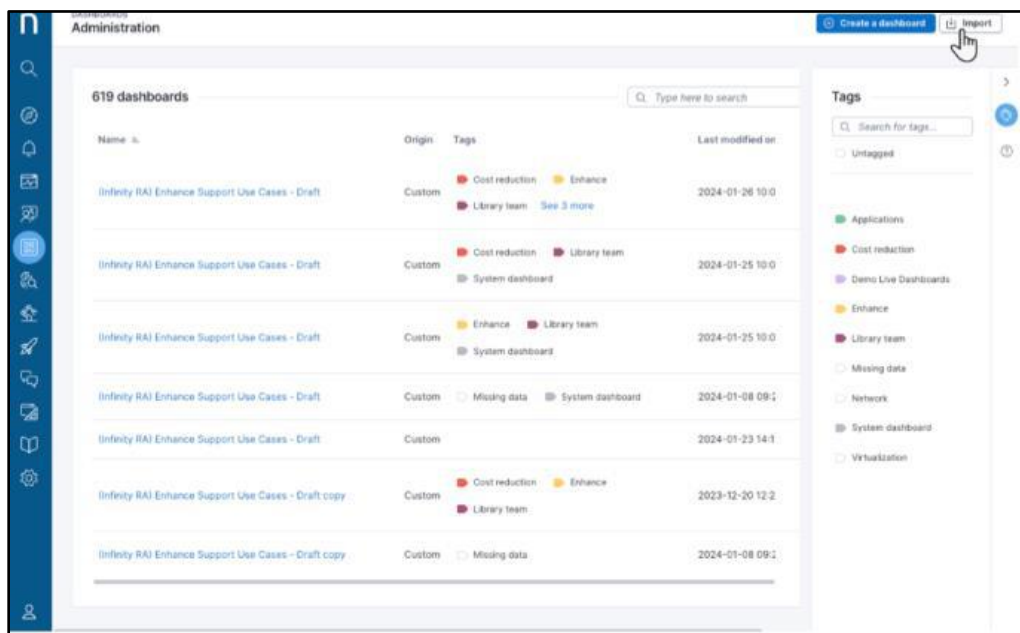 n
DASHBOARDS
Administration
Create a dashboard
Import
619 dashboards
Type here to search
Name
Origin
Tags
Last modified on
(Infinity RA) Enhance Support Use Cases - Draft
Custom
Cost reduction
Enhance
Library team
See 3 more
2024-01-26 10:0
(Infinity RA) Enhance Support Use Cases - Draft
Custom
Cost reduction
Library team
System dashboard
2024-01-25 10:0
(Infinity RA) Enhance Support Use Cases - Draft
Custom
Enhance
Library team
System dashboard
2024-01-25 10:0
(Infinity RA) Enhance Support Use Cases - Draft
Custom
Missing data
System dashboard
2024-01-08 09:2
(Infinity RA) Enhance Support Use Cases - Draft
Custom
2024-01-23 14:1
(Infinity RA) Enhance Support Use Cases - Draft copy
Custom
Cost reduction
Enhance
Library team
2023-12-20 12:2
(Infinity RA) Enhance Support Use Cases - Draft copy
Custom
Missing data
2024-01-08 09:2
Tags
Search for tags...
Untagged
Applications
Cost reduction
Demo Live Dashboards
Enhance
Library team
Missing data
Network
System dashboard
Virtualization